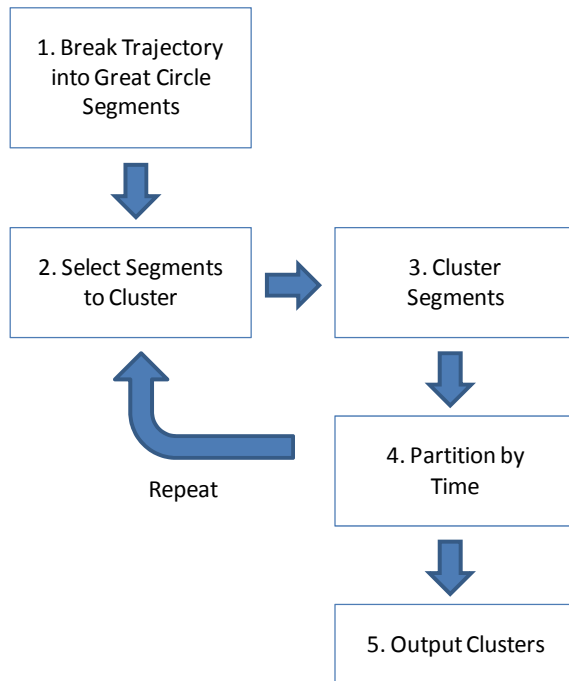 1. Break Trajectory
into Great Circle
Segments
2. Select Segments
to Cluster
3. Cluster
Segments
4. Partition by
Time
Repeat
5. Output Clusters